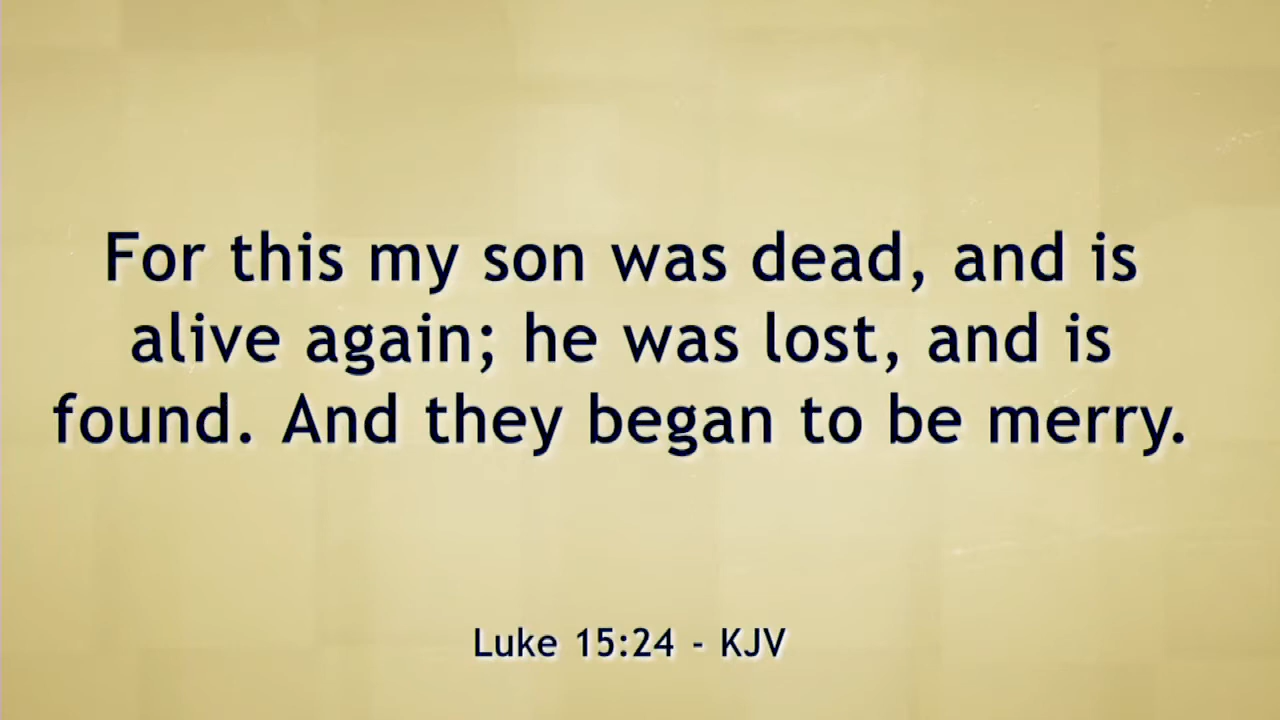 For this my son was dead, and is
alive again; he was lost, and is
found. And they began to be merry.
Luke 15:24 - KJV